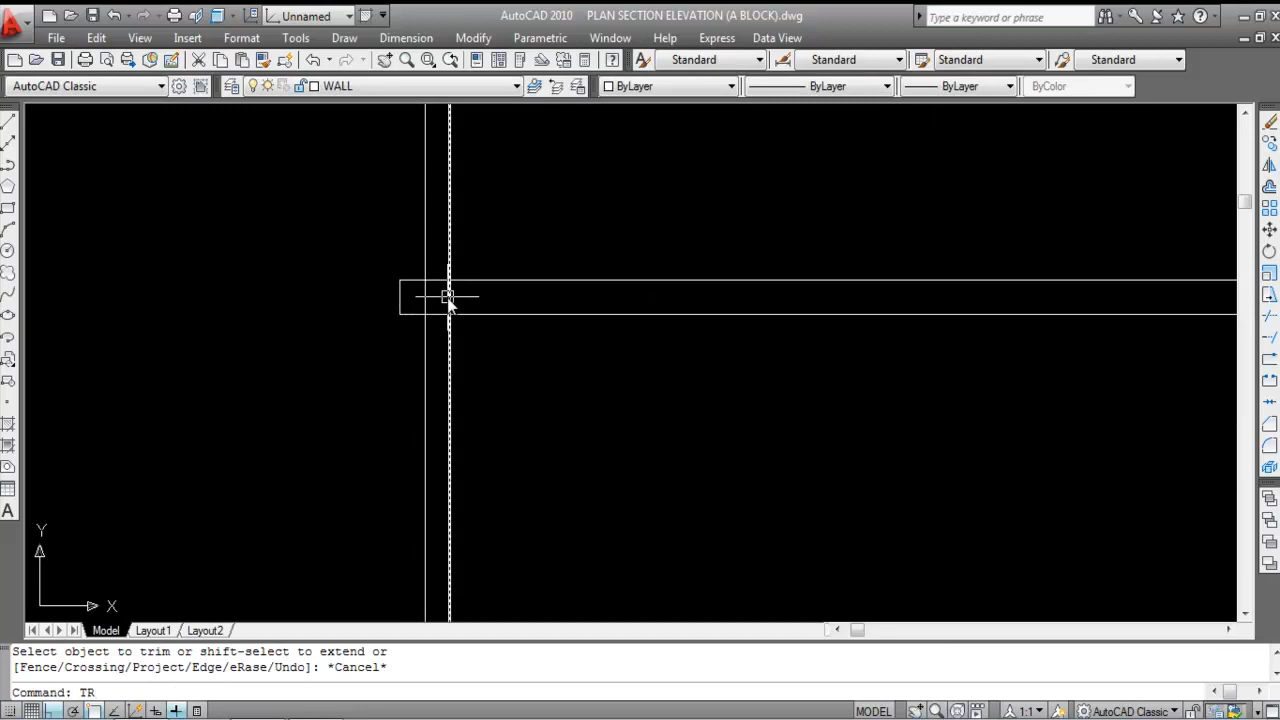 Unnamed AutoCAD 2010 PLAN SECTION ELEVATION (A BLOCK).dwg Type a keyword or phrase
File Edit View Insert Format Tools Draw Dimension Modify Parametric Window Help Express Data View
Standard Standard Standard Standard
AutoCAD Classic WALL ByLayer ByLayer ByLayer ByColor
Y
X
Model Layout1 Layout2
Select object to trim or shift-select to extend or
[Fence/Crossing/Project/Edge/eRase/Undo]: *Cancel*
Command: TR
MODEL 1:1 AutoCAD Classic